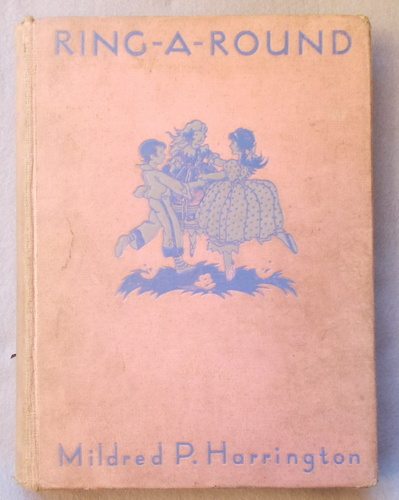 RING-A-ROUND
Mildred P. Harrington